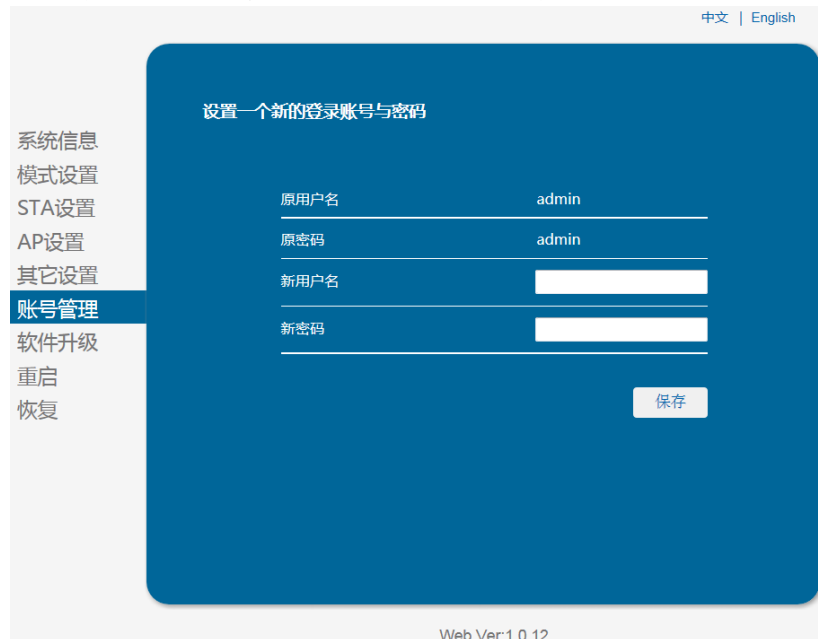 中文 | English
设置一个新的登录账号与密码
系统信息
模式设置
STA设置
AP设置
其它设置
账号管理
软件升级
重启
恢复
原用户名 admin
原密码 admin
新用户名
新密码
保存
Web Ver:1.0.12